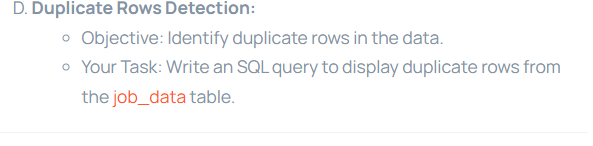 D. Duplicate Rows Detection:
Objective: Identify duplicate rows in the data.
Your Task: Write an SQL query to display duplicate rows from
the job_data table.